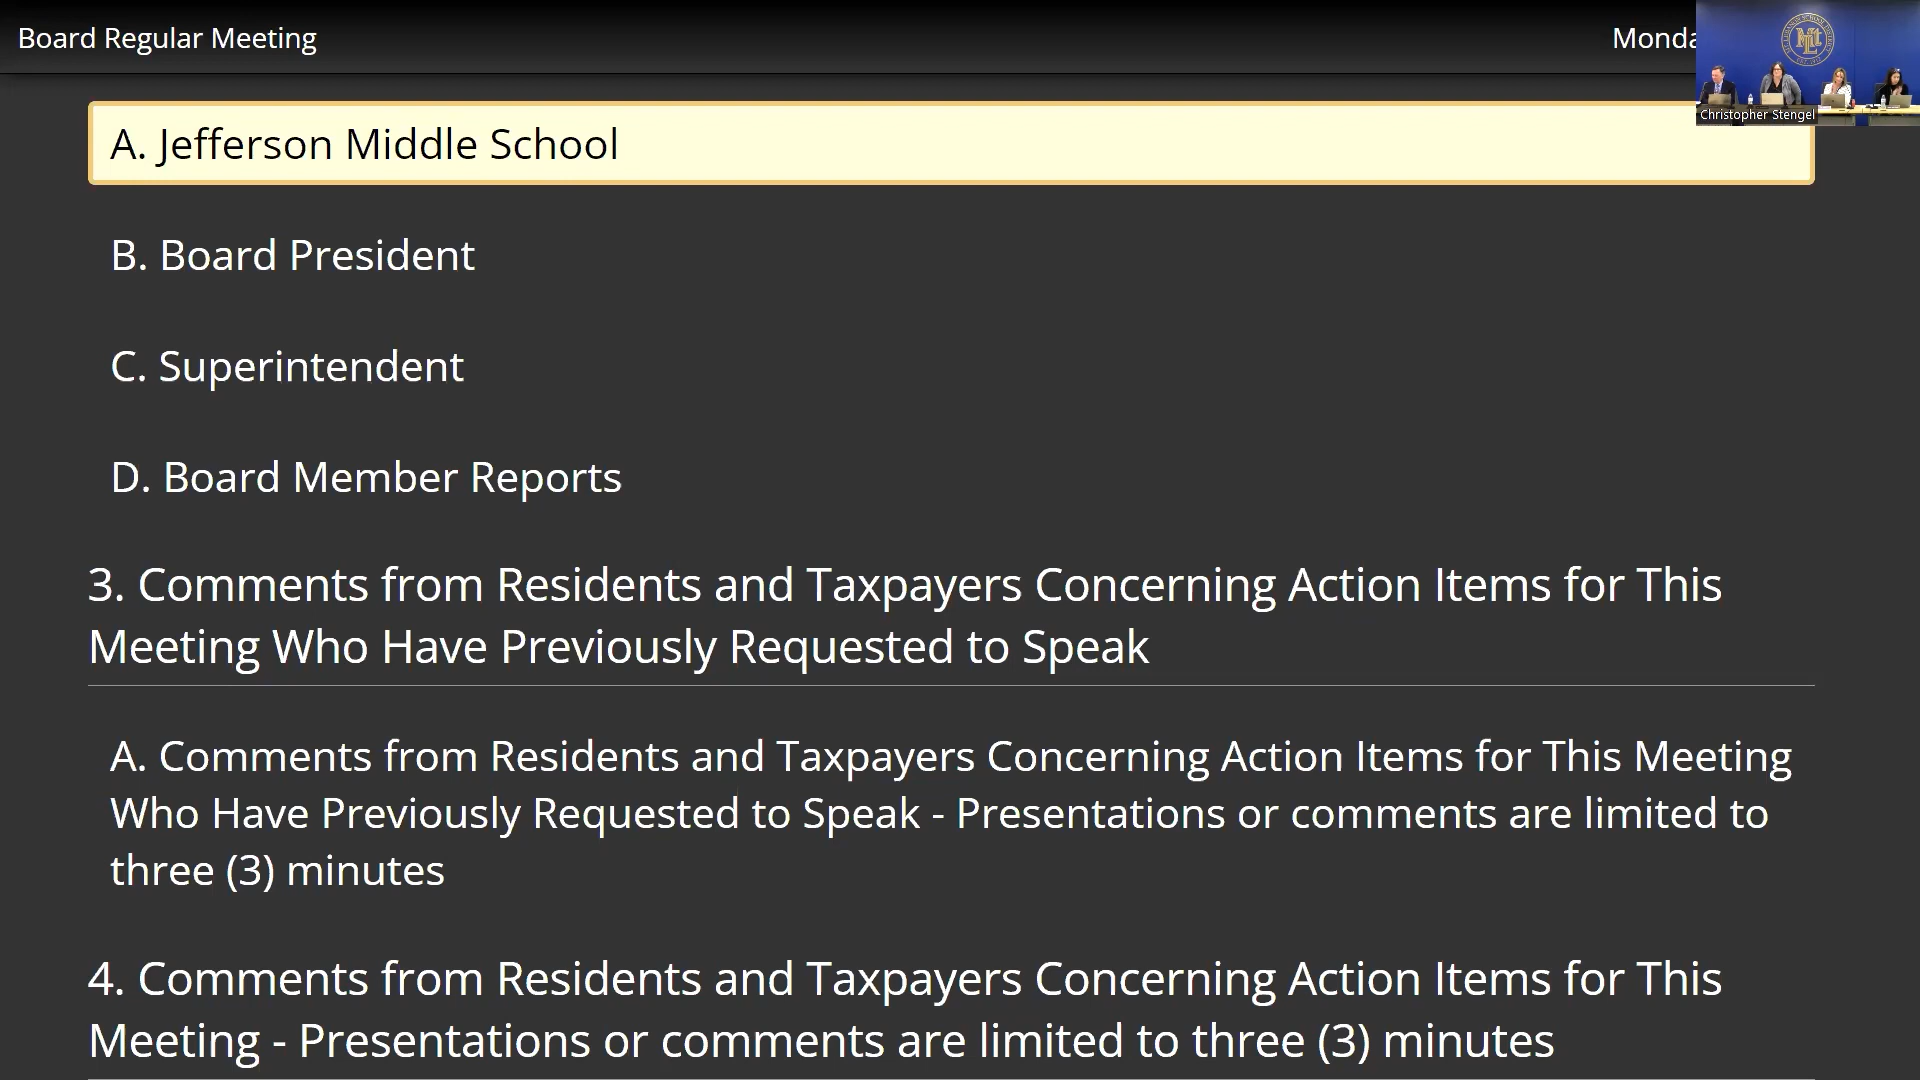 Board Regular Meeting
Monda
Christopher Stengel
A. Jefferson Middle School
B. Board President
C. Superintendent
D. Board Member Reports
3. Comments from Residents and Taxpayers Concerning Action Items for This
Meeting Who Have Previously Requested to Speak
A. Comments from Residents and Taxpayers Concerning Action Items for This Meeting
Who Have Previously Requested to Speak - Presentations or comments are limited to
three (3) minutes
4. Comments from Residents and Taxpayers Concerning Action Items for This
Meeting - Presentations or comments are limited to three (3) minutes